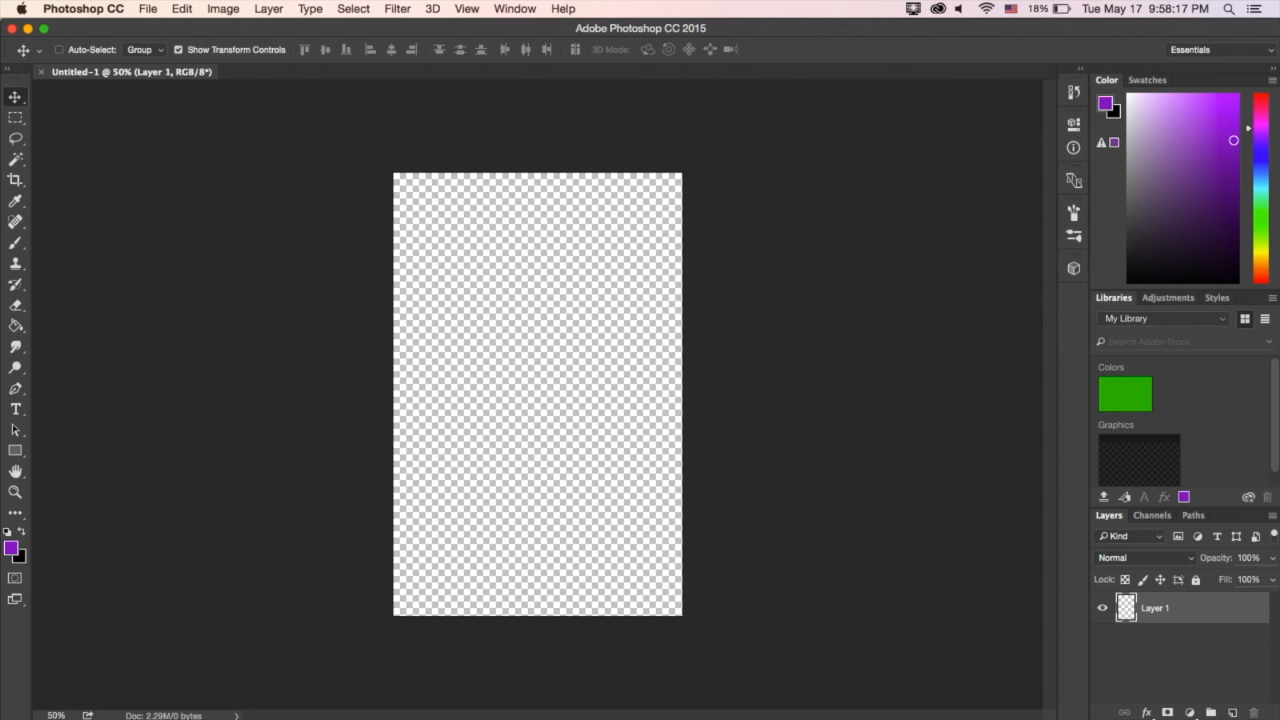 Photoshop CC File Edit Image Layer Type Select Filter 3D View Window Help 18% Tue May 17 9:58:17 PM
Adobe Photoshop CC 2015
Auto-Select: Group Show Transform Controls 3D Mode: Essentials
Untitled-1 @ 50% (Layer 1, RGB/8*)
Color Swatches
Libraries Adjustments Styles
My Library
Search Adobe Stock
Colors
Graphics
Layers Channels Paths
Kind
Normal Opacity: 100%
Lock: Fill: 100%
Layer 1
50% Doc: 2.29M/0 bytes